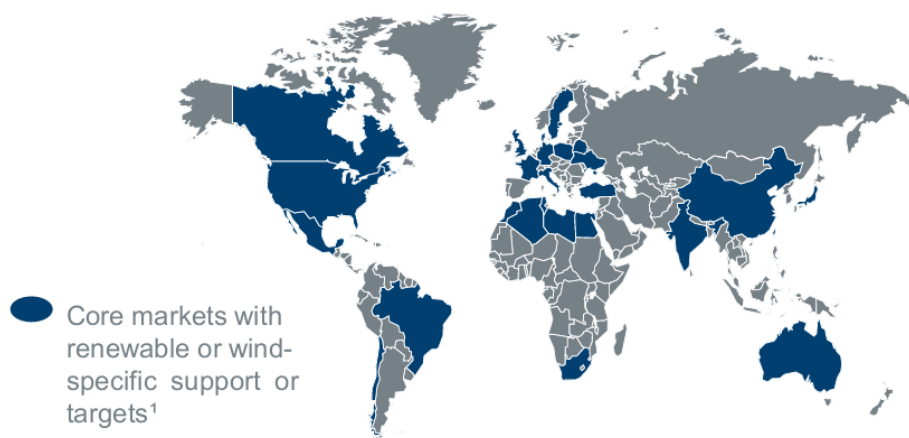 Core markets with
renewable or wind-
specific support or
targets¹